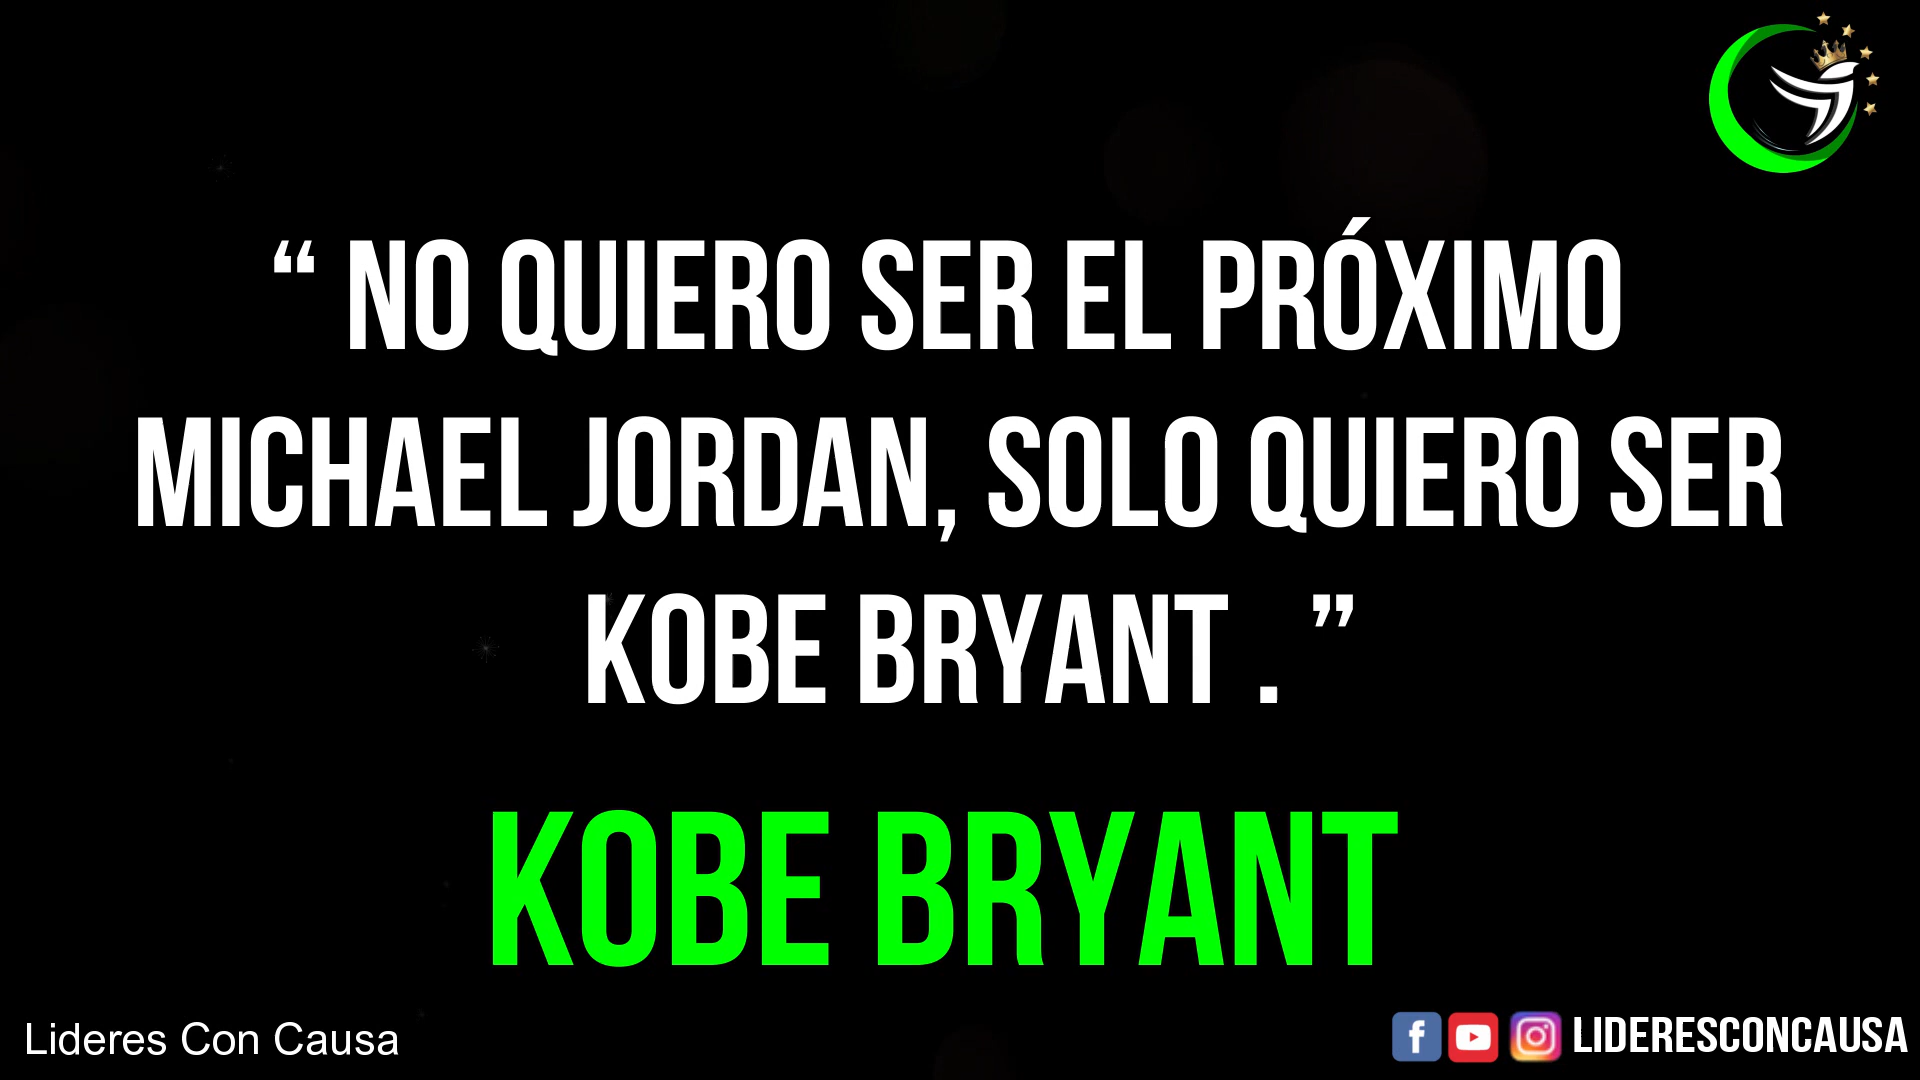 “ NO QUIERO SER EL PRÓXIMO
MICHAEL JORDAN, SOLO QUIERO SER
KOBE BRYANT . ”
KOBE BRYANT
Lideres Con Causa
LIDERESCONCAUSA